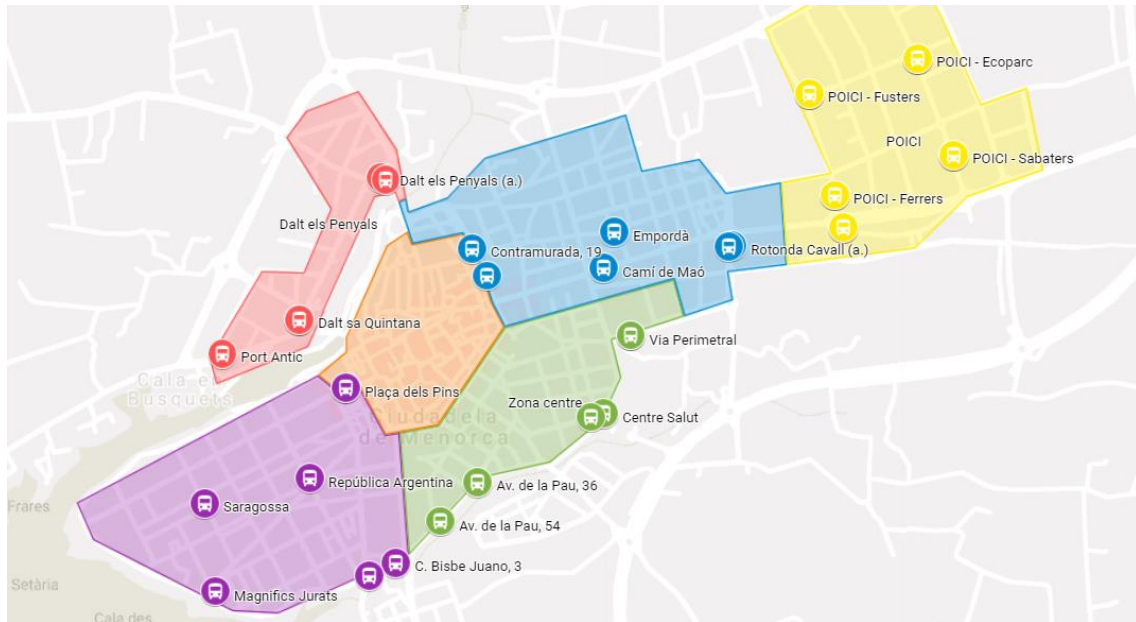 POICI - Ecoparc
POICI - Fusters
POICI
POICI - Sabaters
Dalt els Penyals (a.)
POICI - Ferrers
Dalt els Penyals
Empordà
Contramurada, 19
Rotonda Cavall (a.)
Camí de Maó
Dalt sa Quintana
Via Perimetral
Port Antic
Cala en
Busquets
Plaça dels Pins
Zona centre
Ciutadella
de Menorca
Centre Salut
República Argentina
Av. de la Pau, 36
Saragossa
Frares
Av. de la Pau, 54
C. Bisbe Juano, 3
Setària
Magnífics Jurats
Cala des